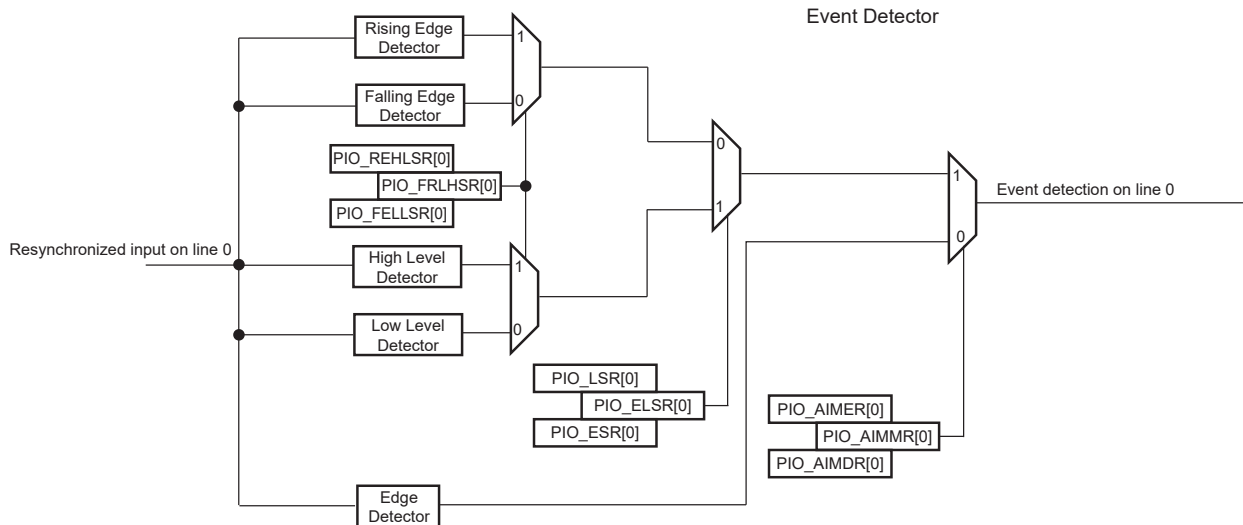 Event Detector
Rising Edge
Detector
1
Falling Edge
Detector
0
PIO_REHLSR[0]
PIO_FRLHSR[0]
PIO_FELLSR[0]
0
1
1
Event detection on line 0
0
Resynchronized input on line 0
High Level
Detector
1
Low Level
Detector
0
PIO_LSR[0]
PIO_ELSR[0]
PIO_ESR[0]
PIO_AIMER[0]
PIO_AIMMR[0]
PIO_AIMDR[0]
Edge
Detector